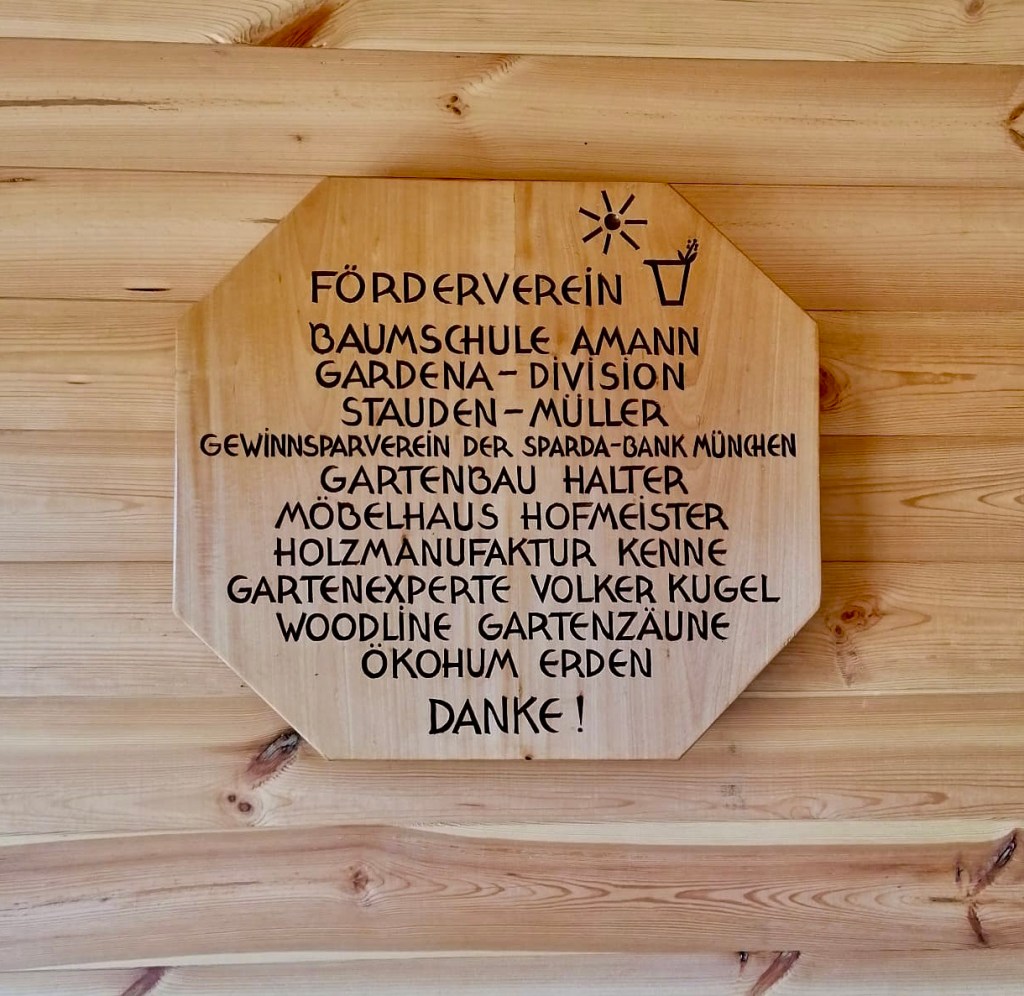 FÖRDERVEREIN
BAUMSCHULE AMANN
GARDENA-DIVISION
STAUDEN-MÜLLER
GEWINNSPARVEREIN DER SPARDA-BANK MÜNCHEN
GARTENBAU HALTER
MÖBELHAUS HOFMEISTER
HOLZMANUFAKTUR KENNE
GARTENEXPERTE VOLKER KUGEL
WOODLINE GARTENZÄUNE
ÖKOHUM ERDEN
DANKE!